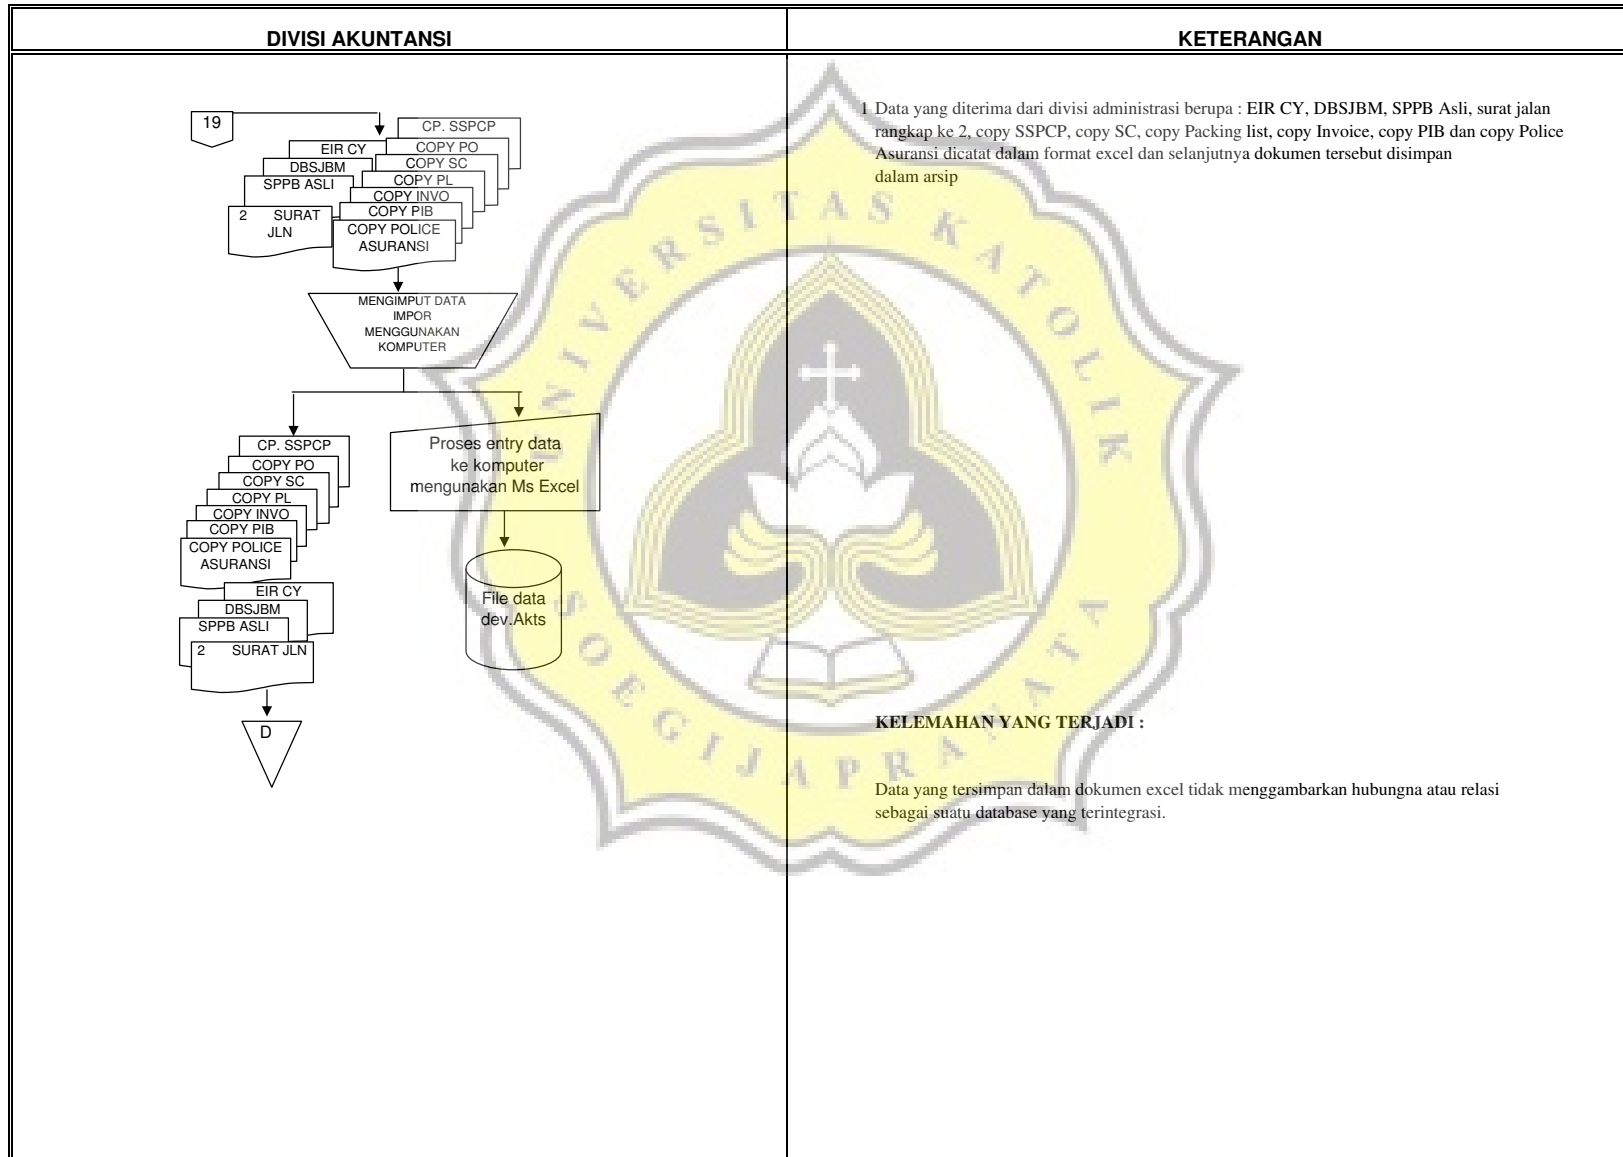 DIVISI AKUNTANSI
KETERANGAN
19
CP. SSPCP
EIR CY
COPY PO
DBSJBM
COPY SC
SPPB ASLI
COPY PL
COPY INVO
2 SURAT
JLN
COPY PIB
COPY POLICE
ASURANSI
MENGIMPUT DATA
IMPOR
MENGGUNAKAN
KOMPUTER
Proses entry data
ke komputer
mengunakan Ms Excel
File data
dev.Akts
CP. SSPCP
COPY PO
COPY SC
COPY PL
COPY INVO
COPY PIB
COPY POLICE
ASURANSI
EIR CY
DBSJBM
SPPB ASLI
2 SURAT JLN
D
1 Data yang diterima dari divisi administrasi berupa : EIR CY, DBSJBM, SPPB Asli, surat jalan
rangkap ke 2, copy SSPCP, copy SC, copy Packing list, copy Invoice, copy PIB dan copy Police
Asuransi dicatat dalam format excel dan selanjutnya dokumen tersebut disimpan
dalam arsip
KELEMAHAN YANG TERJADI :
Data yang tersimpan dalam dokumen excel tidak menggambarkan hubungna atau relasi
sebagai suatu database yang terintegrasi.
UNIVERSITAS KATOLIK
SOEGIJAPRANATA